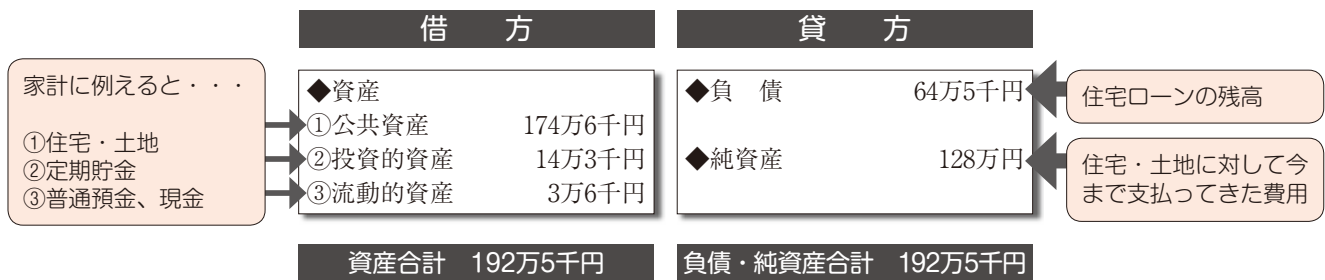 借　方
貸　方
家計に例えると・・・
①住宅・土地
②定期貯金
③普通預金、現金
◆資産
①公共資産　174万6千円
②投資的資産　14万3千円
③流動的資産　3万6千円
◆負　債　64万5千円
◆純資産　128万円
住宅ローンの残高
住宅・土地に対して今
まで支払ってきた費用
資産合計　192万5千円
負債・純資産合計　192万5千円